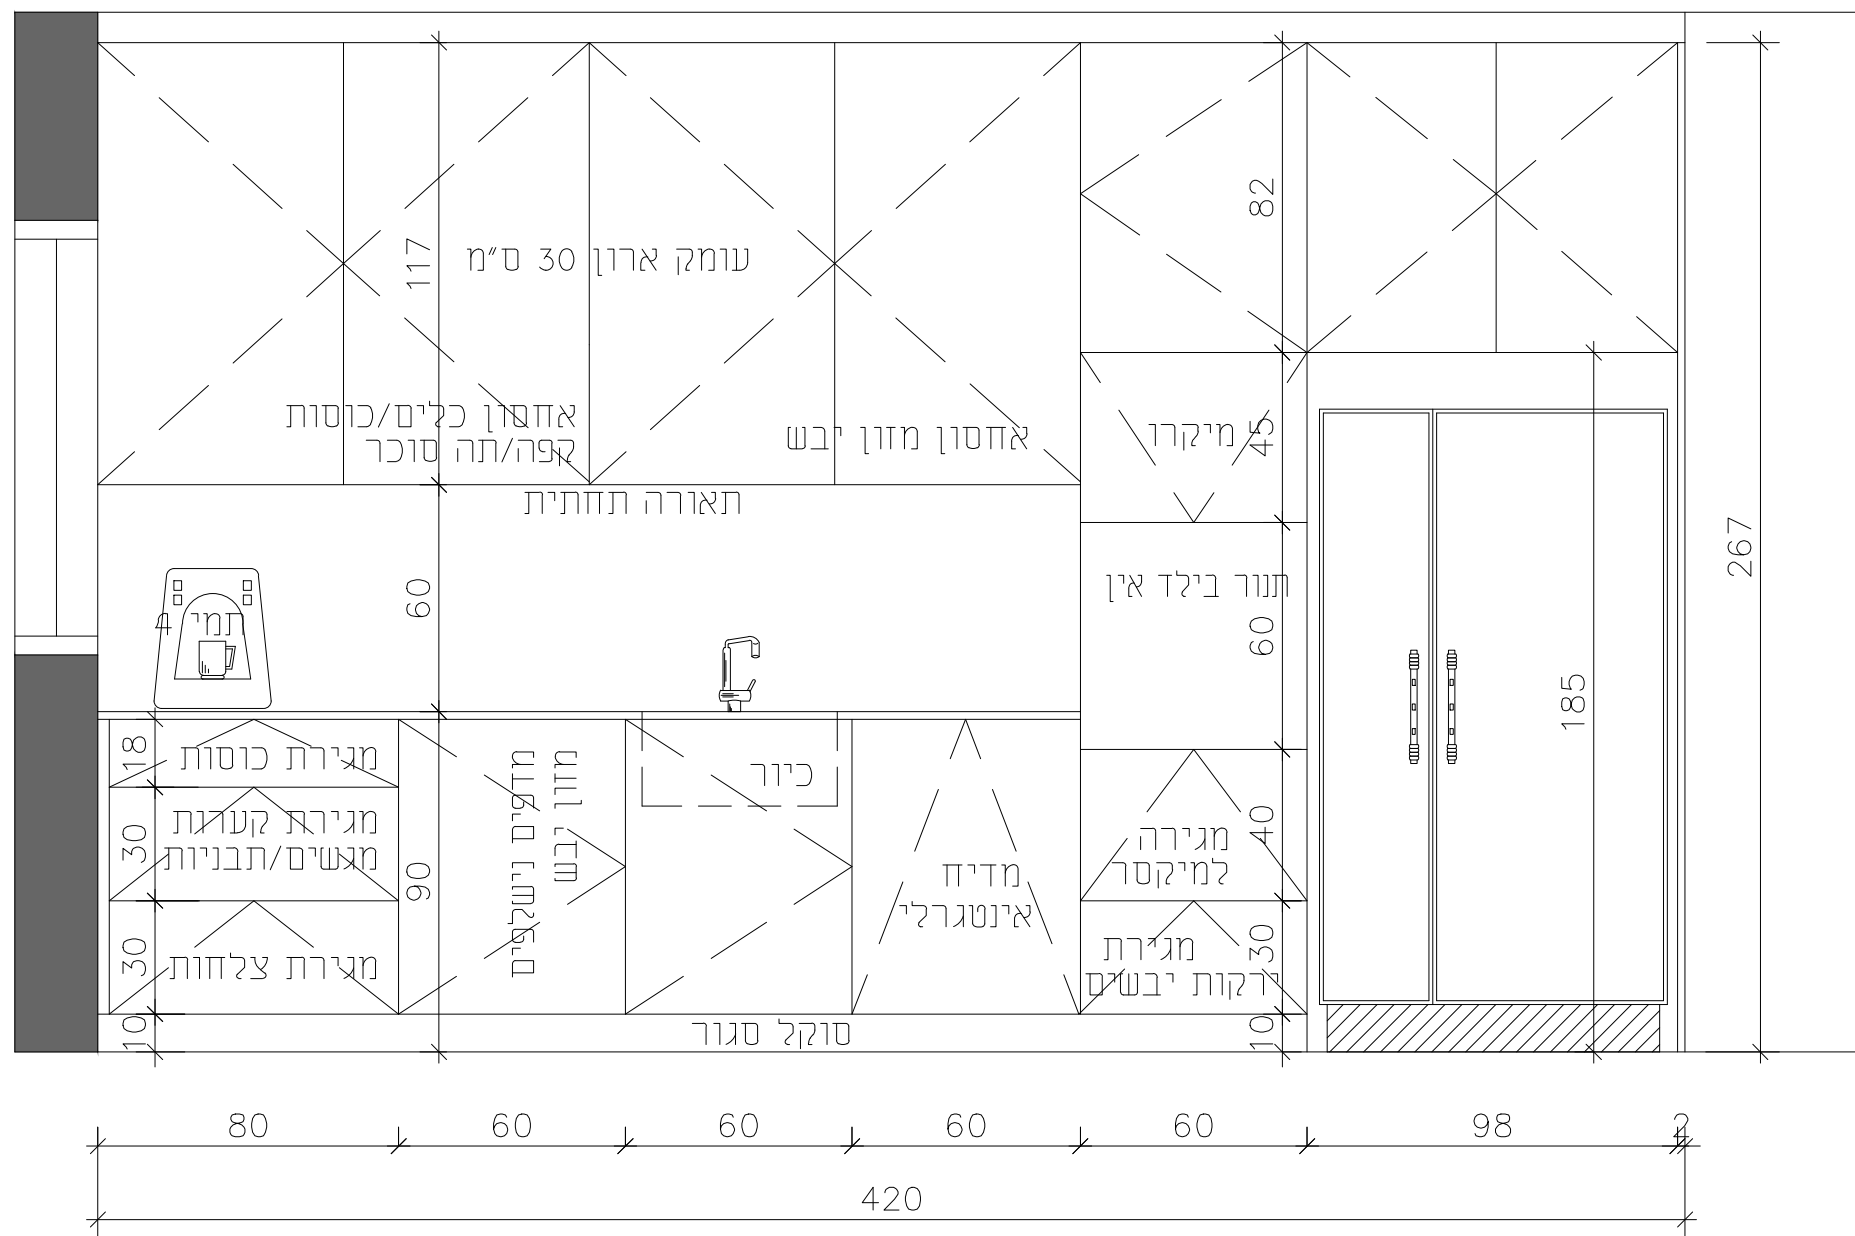 עומק ארון 30 ס"מ
117
82
אחסון כלים/כוסות
קפה/תה סוכר
אחסון מזון יבש
מיקרו
45
תאורה תחתית
267
תנור בילד אין
60
60
תמי 4
185
18
מגירת כוסות
מדפים נישלפים
מזון יבש
כיור
30
מגירת קערות
מגשים/תבניות
90
מדיח
אינטגרלי
מגירה
למיקסר
40
30
מגירת צלחות
מגירת
ירקות יבשים
30
10
סוקל סגור
10
80
60
60
60
60
98
2
420